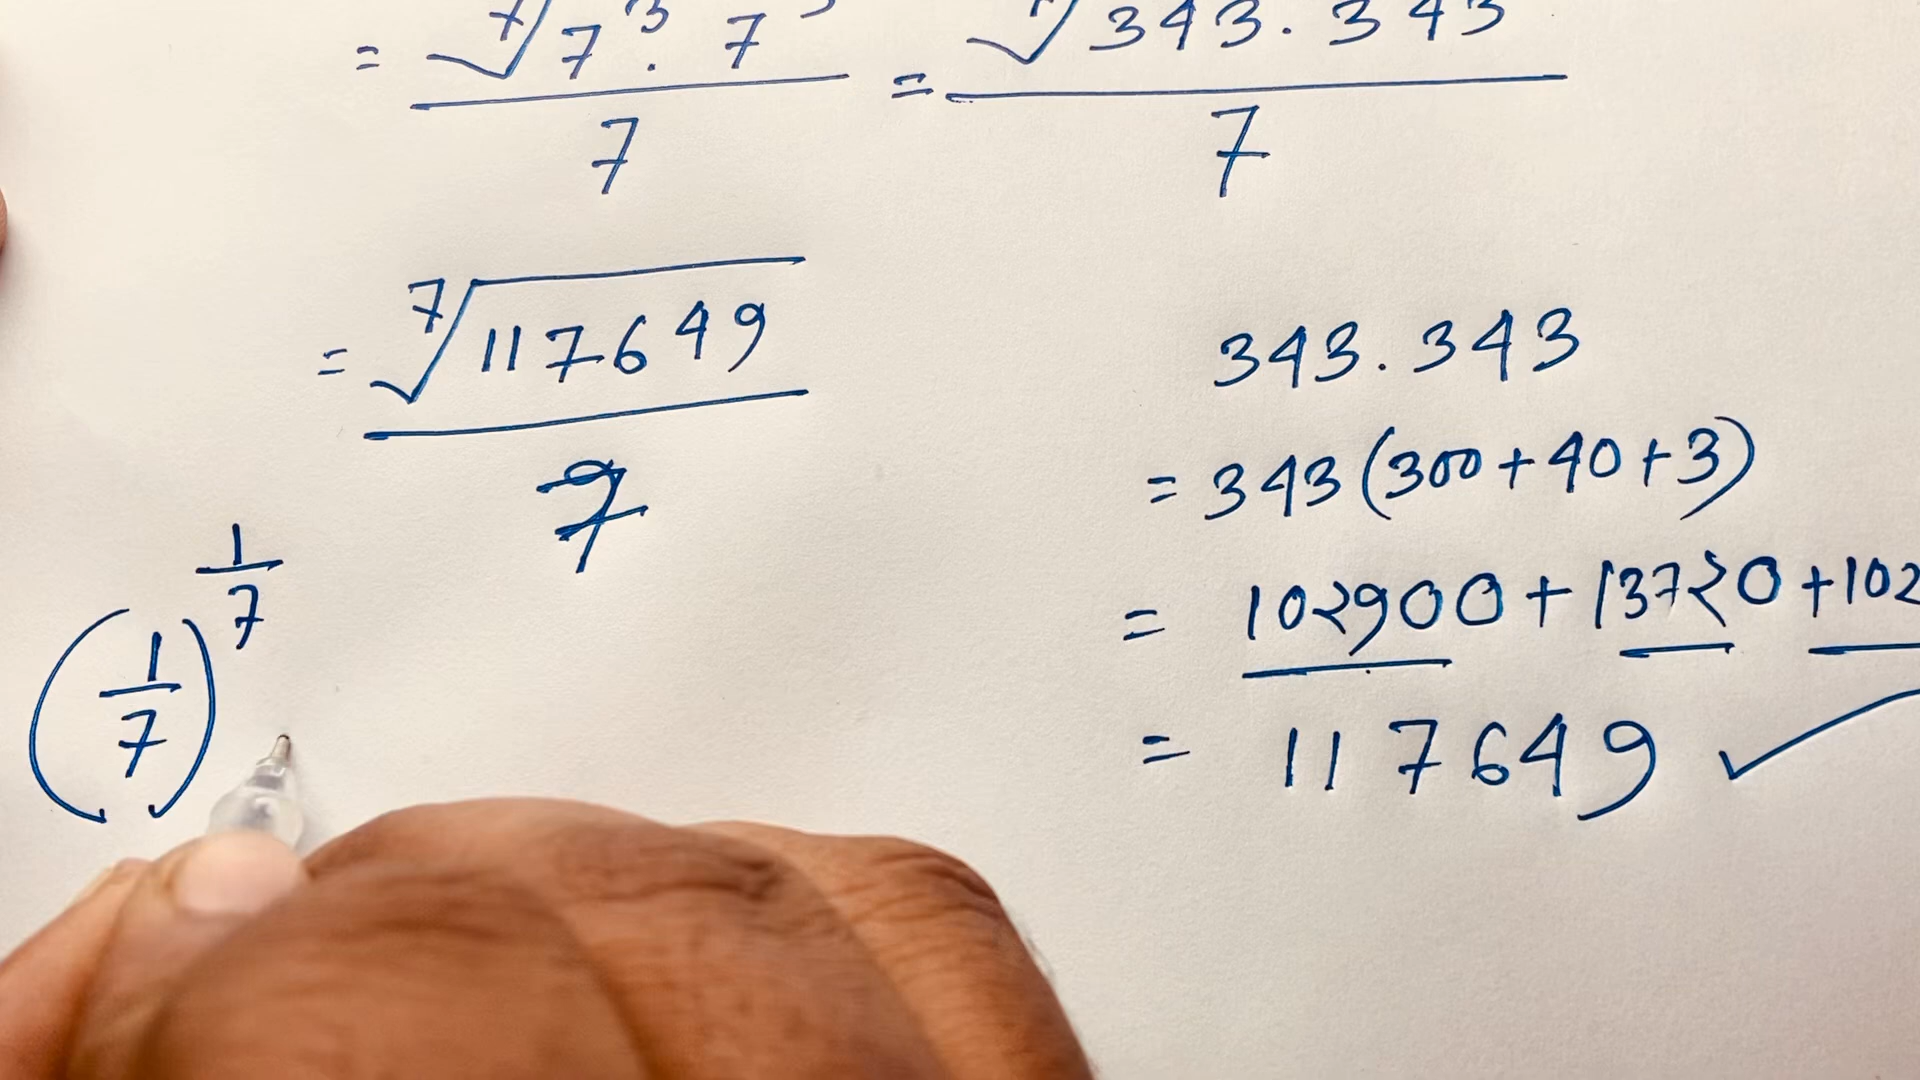 = ⁷√7³ · 7³ / 7 = ⁷√343 · 343 / 7
= ⁷√117649 / 7
343 · 343
= 343 (300 + 40 + 3)
= 102900 + 13720 + 102
= 117649 ✓
(1/7)^(1/7)